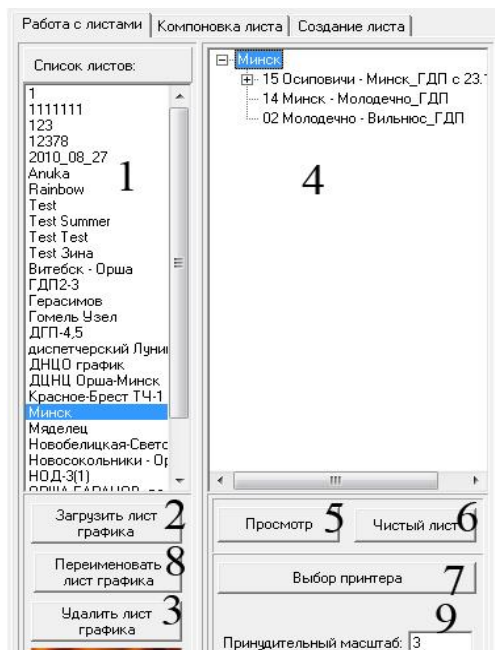 Работа с листами Компоновка листа Создание листа
Список листов:
1
1111111
123
12378
2010_08_27
Anuka
Rainbow
Test
Test Summer
Test Test
Test Зина
Витебск - Орша
ГДП2-3
Герасимов
Гомель Узел
ДГП-4,5
диспетчерский Луни
ДНЦО график
ДЦНЦ Орша-Минск
Красное-Брест ТЧ-1
Минск
Мяделец
Новобелицкая-Светс
Новосокольники - Ор
НОД-3(1)
1
Минск
15 Осиповичи - Минск_ГДП с 23.
14 Минск - Молодечно_ГДП
02 Молодечно - Вильнюс_ГДП
4
Загрузить лист
графика
2
Переименовать
лист графика
8
Удалить лист
графика
3
Просмотр 5
Чистый лист 6
Выбор принтера 7
9
Принудительный масштаб: 3